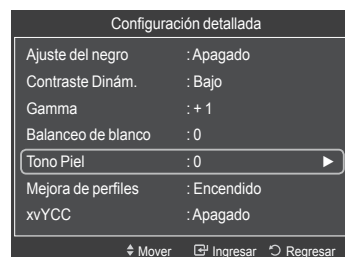 Configuración detallada
Ajuste del negro : Apagado
Contraste Dinám. : Bajo
Gamma : + 1
Balanceo de blanco : 0
Tono Piel : 0 ►
Mejora de perfiles : Encendido
xvYCC : Apagado
Mover Ingresar Regresar